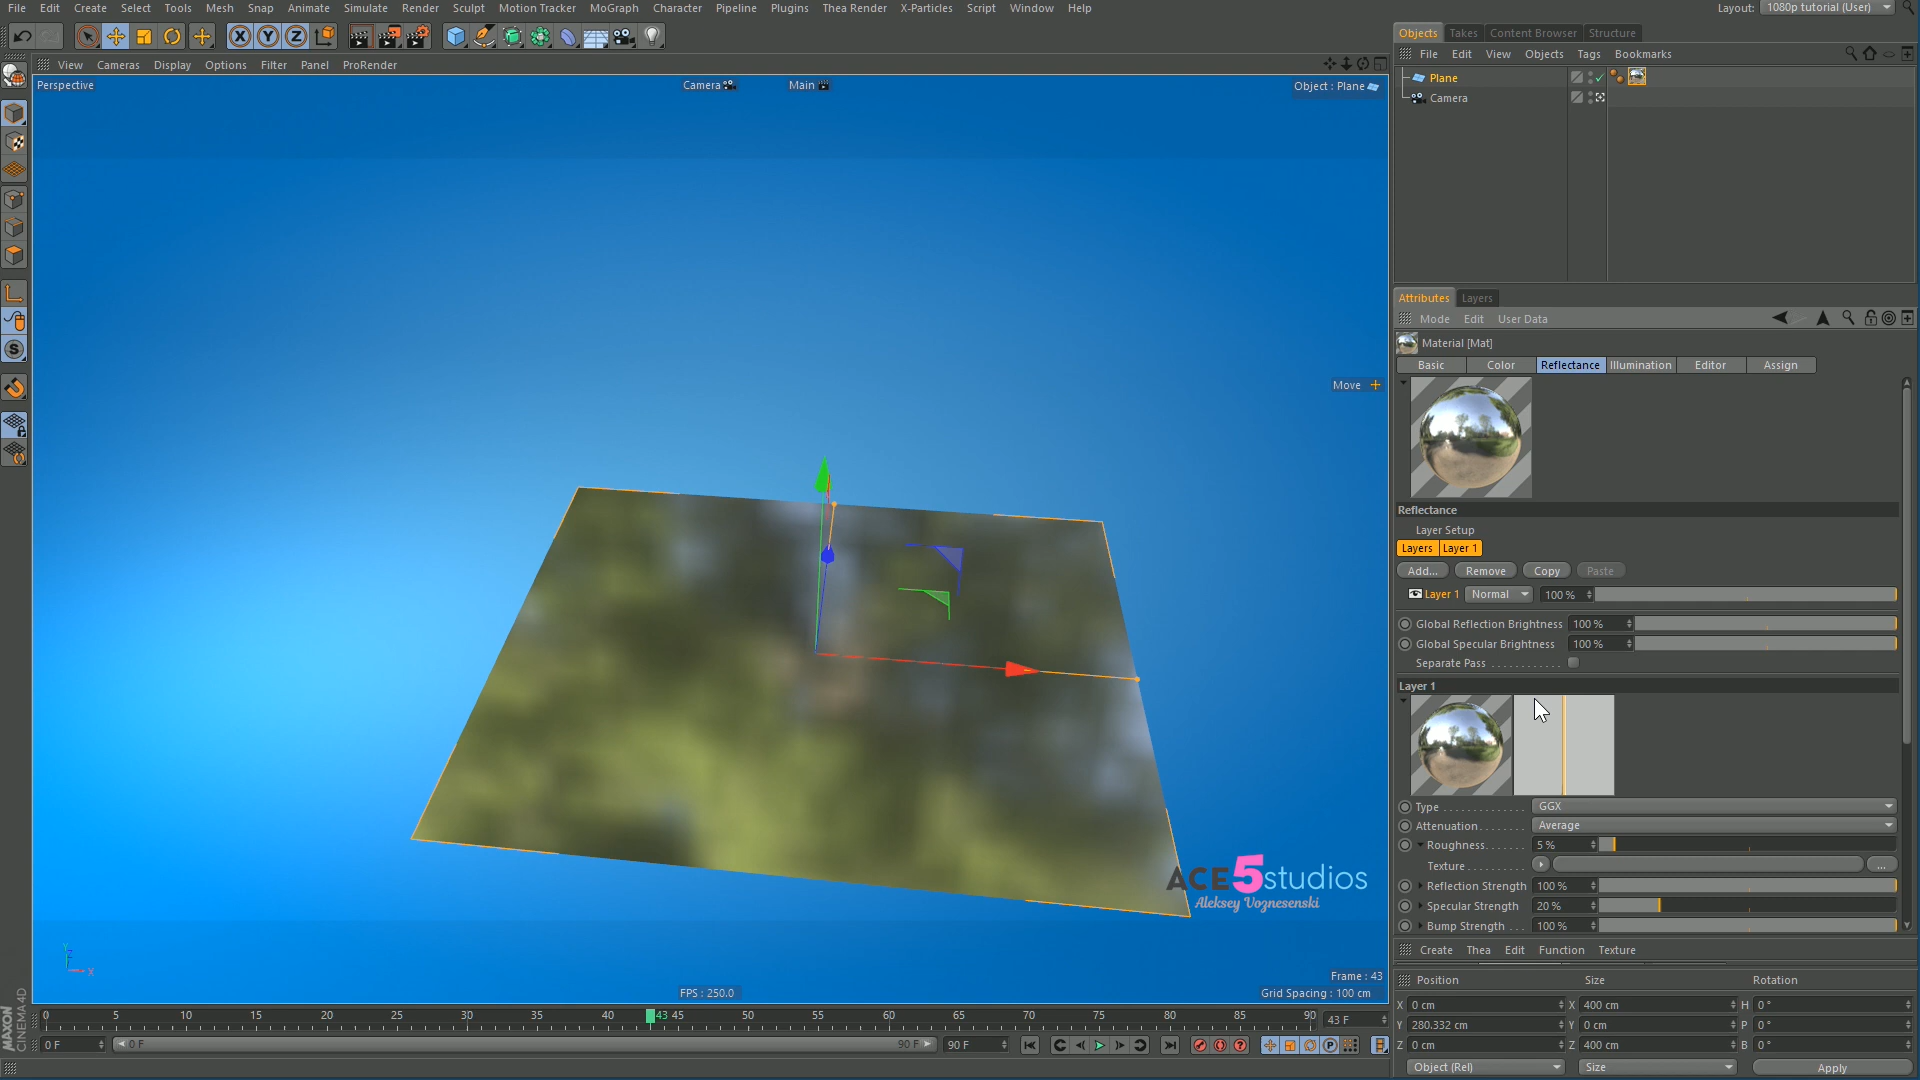 File Edit Create Select Tools Mesh Snap Animate Simulate Render Sculpt Motion Tracker MoGraph Character Pipeline Plugins Thea Render X-Particles Script Window Help
Layout: 1080p tutorial (User)
X Y Z
Objects Takes Content Browser Structure
File Edit View Objects Tags Bookmarks
View Cameras Display Options Filter Panel ProRender
Perspective Camera Main Object : Plane
Plane
Camera
Attributes Layers
Mode Edit User Data
Material [Mat]
Basic Color Reflectance Illumination Editor Assign
Move
Reflectance
Layer Setup
Layers Layer 1
Add... Remove Copy Paste
Layer 1 Normal 100 %
Global Reflection Brightness 100 %
Global Specular Brightness 100 %
Separate Pass . . . . . . . . . . . .
Layer 1
Type . . . . . . . . . . . . . . GGX
Attenuation. . . . . . . . Average
Roughness. . . . . . . 5 %
Texture . . . . . . . . . . ...
Reflection Strength 100 %
Specular Strength 20 %
Bump Strength . . . 100 %
ACE5studios
Aleksey Voznesenski
Y
Z
X
Frame : 43
FPS : 250.0 Grid Spacing : 100 cm
Create Thea Edit Function Texture
Position Size Rotation
X 0 cm X 400 cm H 0 °
Y 280.332 cm Y 0 cm P 0 °
Z 0 cm Z 400 cm B 0 °
Object (Rel) Size Apply
0 5 10 15 20 25 30 35 40 43 45 50 55 60 65 70 75 80 85 90 43 F
0 F 0 F 90 F 90 F
P
S
MAXON
CINEMA 4D